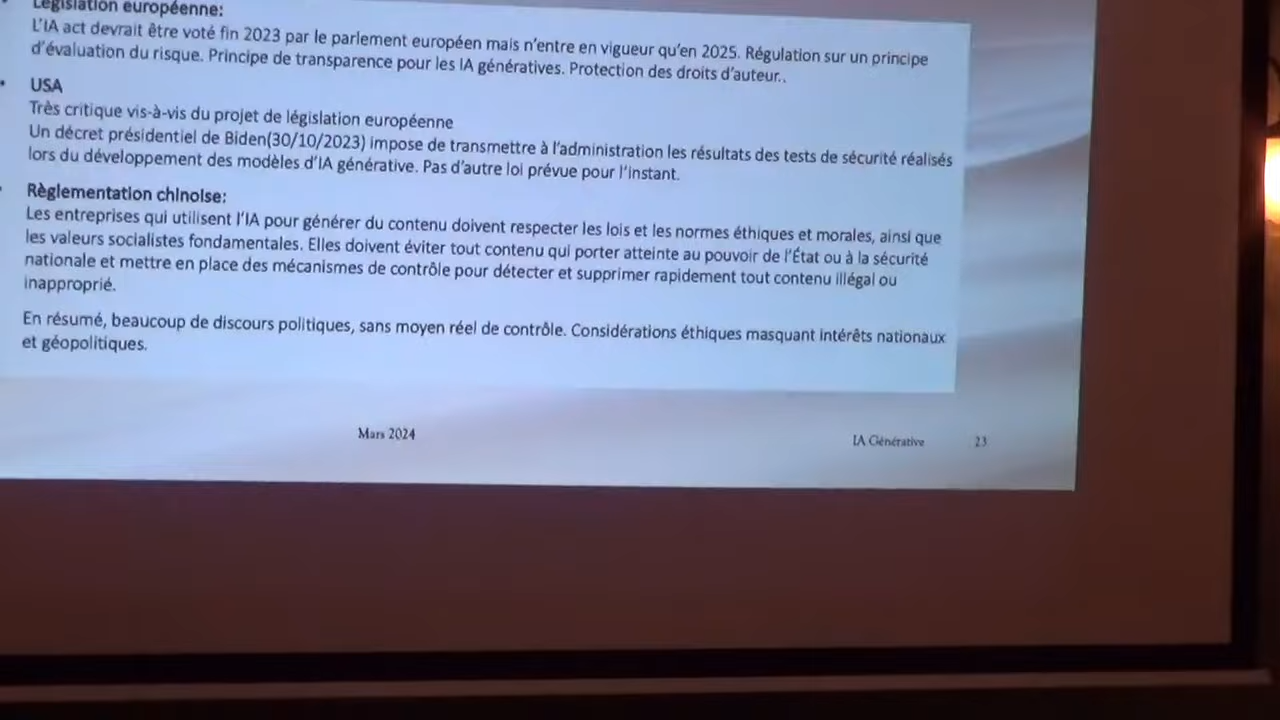 Législation européenne:
L'IA act devrait être voté fin 2023 par le parlement européen mais n'entre en vigueur qu'en 2025. Régulation sur un principe
d'évaluation du risque. Principe de transparence pour les IA génératives. Protection des droits d'auteur..
• USA
Très critique vis-à-vis du projet de législation européenne
Un décret présidentiel de Biden(30/10/2023) impose de transmettre à l'administration les résultats des tests de sécurité réalisés
lors du développement des modèles d'IA générative. Pas d'autre loi prévue pour l'instant.
• Règlementation chinoise:
Les entreprises qui utilisent l'IA pour générer du contenu doivent respecter les lois et les normes éthiques et morales, ainsi que
les valeurs socialistes fondamentales. Elles doivent éviter tout contenu qui porter atteinte au pouvoir de l'État ou à la sécurité
nationale et mettre en place des mécanismes de contrôle pour détecter et supprimer rapidement tout contenu illégal ou
inapproprié.
En résumé, beaucoup de discours politiques, sans moyen réel de contrôle. Considérations éthiques masquant intérêts nationaux
et géopolitiques.
Mars 2024
IA Générative
23